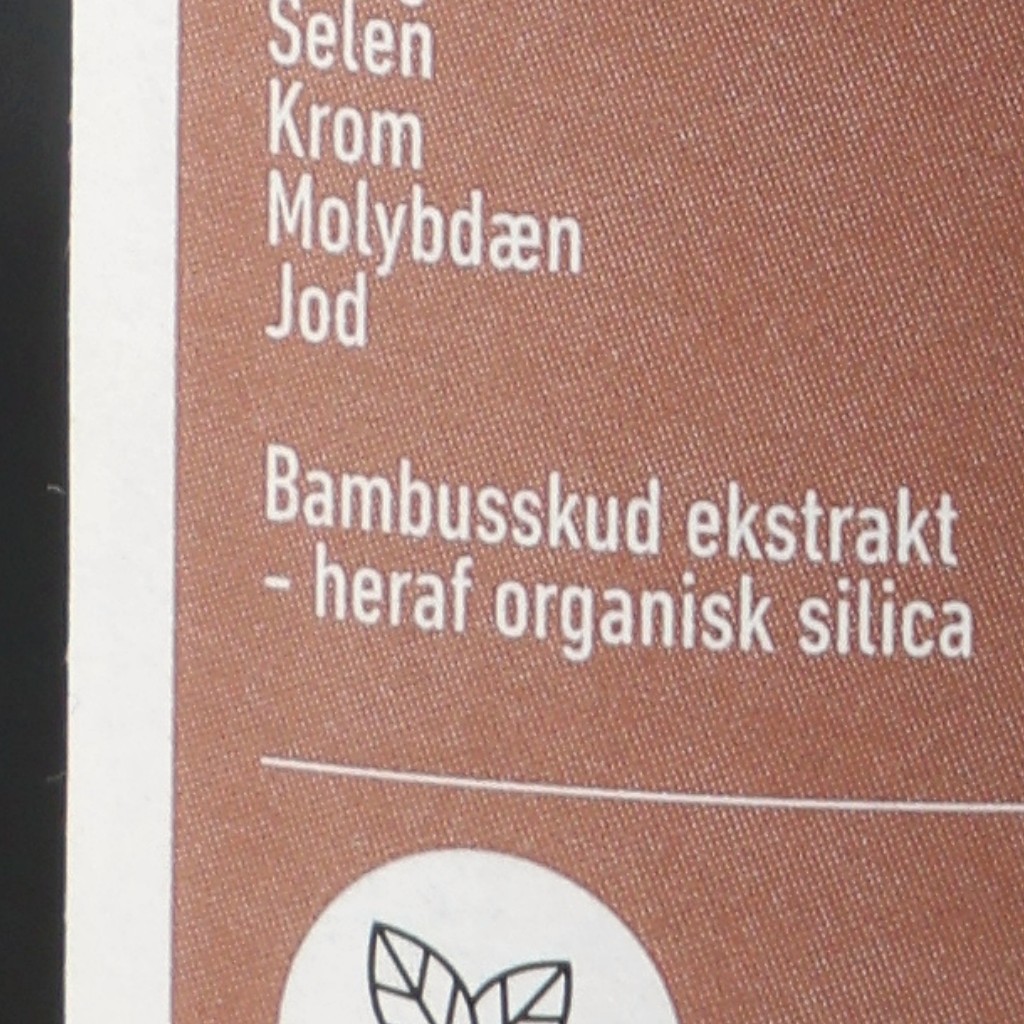 Selen
Krom
Molybdæn
Jod
Bambusskud ekstrakt
- heraf organisk silica